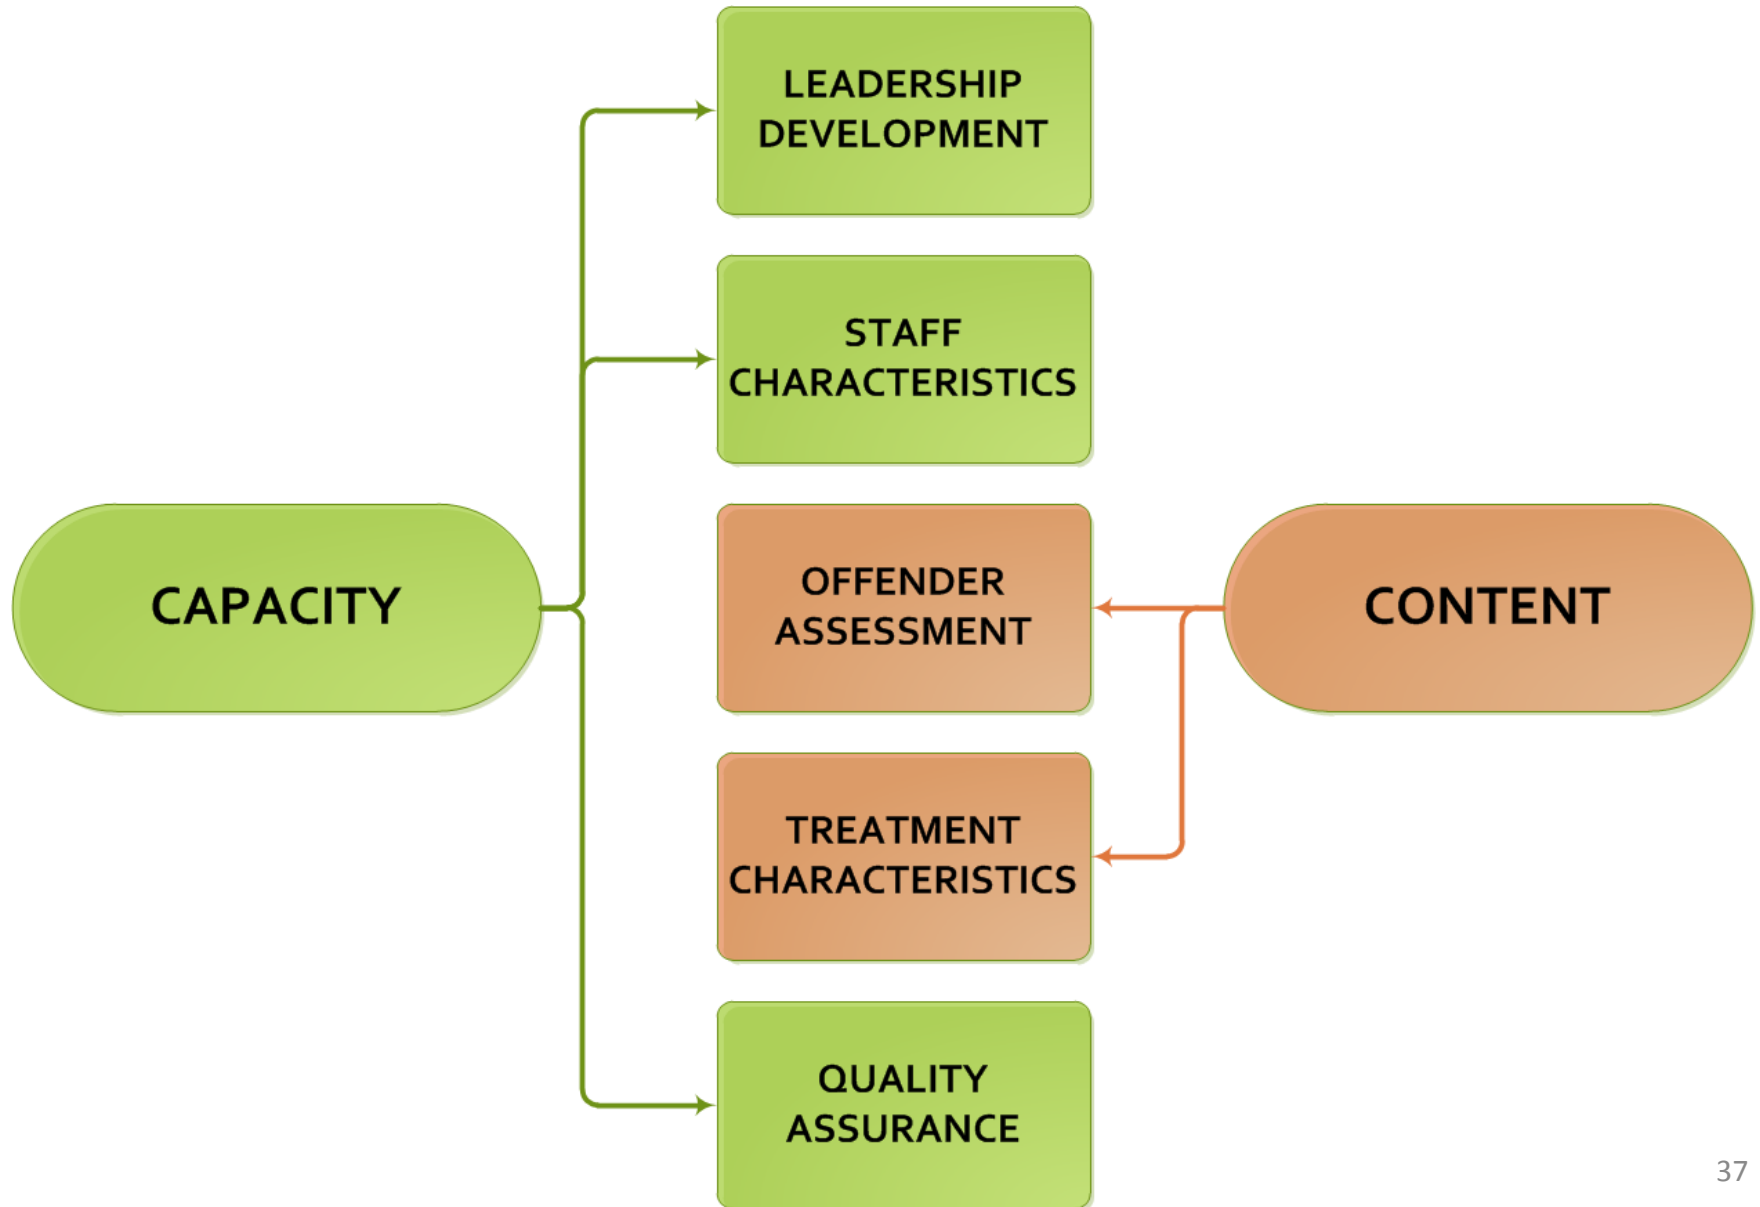 LEADERSHIP
DEVELOPMENT
STAFF
CHARACTERISTICS
CAPACITY
OFFENDER
ASSESSMENT
CONTENT
TREATMENT
CHARACTERISTICS
QUALITY
ASSURANCE
37